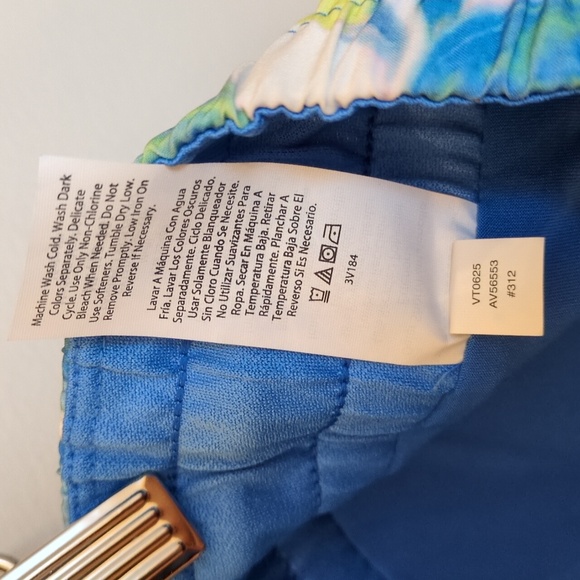 Machine Wash Cold. Wash Dark
Colors Separately. Delicate
Cycle. Use Only Non-Chlorine
Bleach When Needed. Do Not
Use Softeners. Tumble Dry Low.
Remove Promptly. Low Iron On
Reverse if Necessary.
Lavar A Máquina Con Agua
Fría Lavar Los Colores Oscuros
Separadamente. Ciclo Delicado.
Usar Solamente Blanqueador
Sin Cloro Cuando Se Necesite.
No Utilizar Suavizantes Para
Ropa. Secar En Máquina A
Temperatura Baja. Retirar
Rápidamente. Planchar A
Temperatura Baja Sobre El
Reverso Si Es Necesario.
3V184
VT0625
AV56553
#312